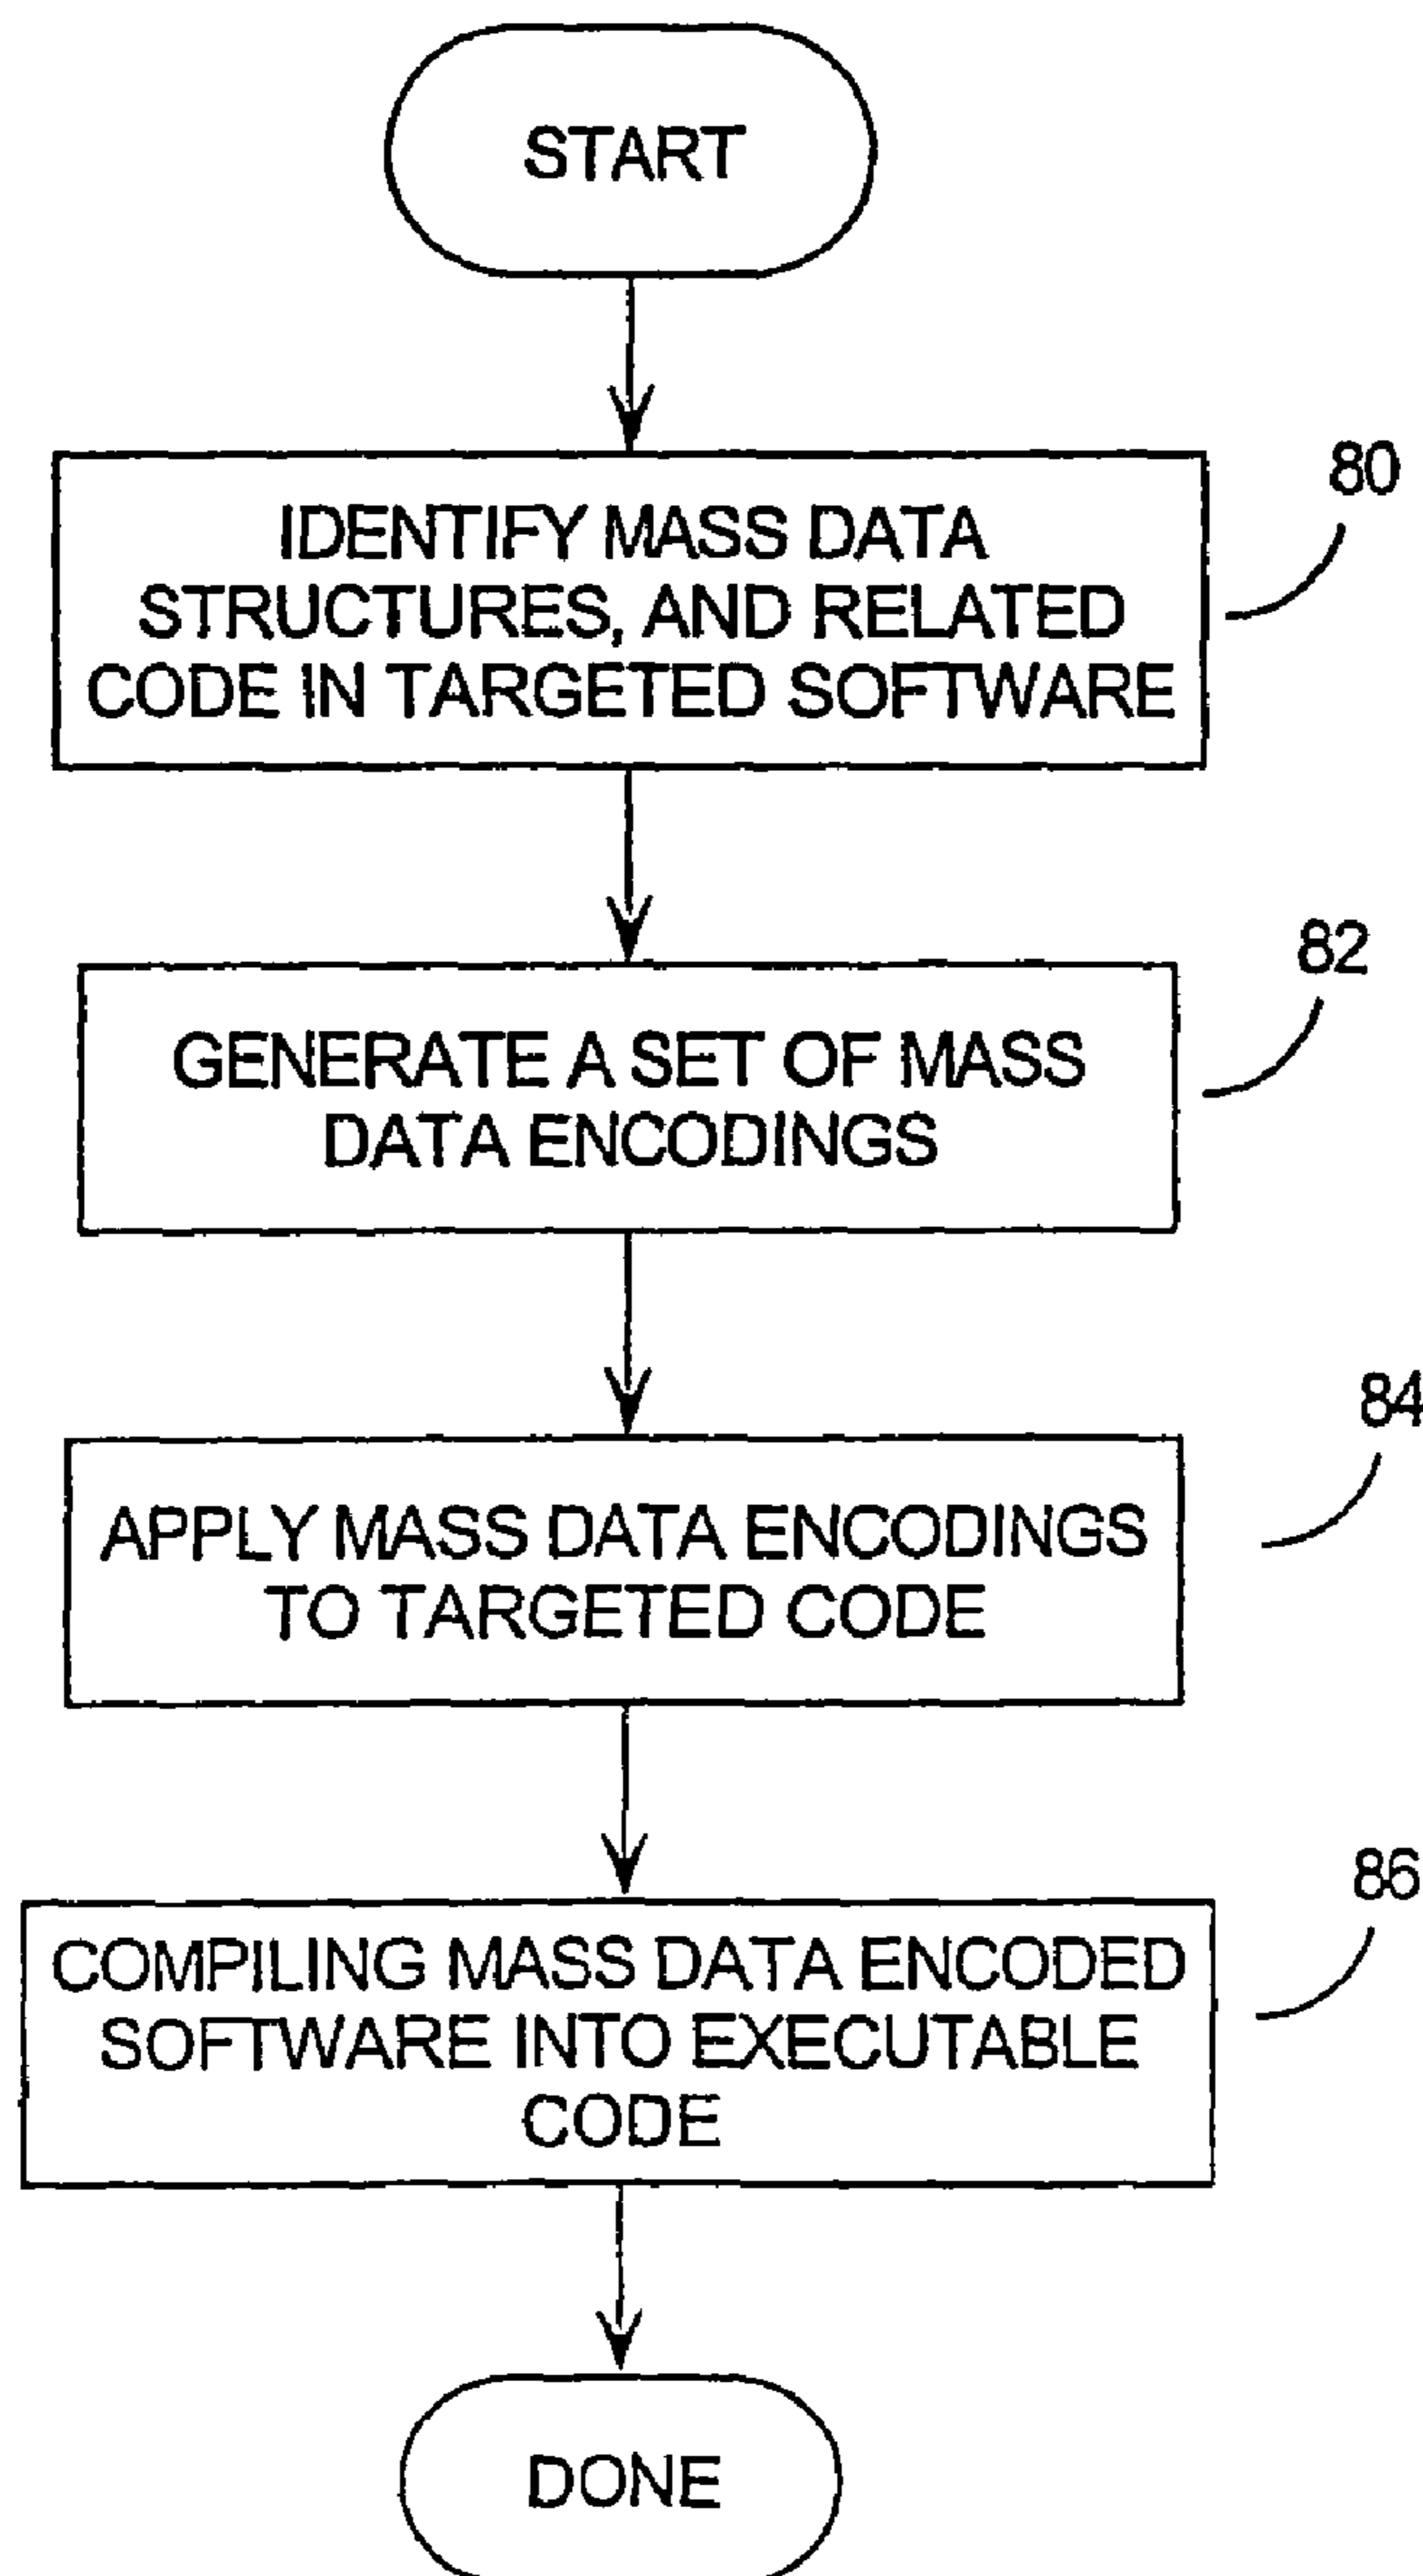 START
80
IDENTIFY MASS DATA
STRUCTURES, AND RELATED
CODE IN TARGETED SOFTWARE
82
GENERATE A SET OF MASS
DATA ENCODINGS
84
APPLY MASS DATA ENCODINGS
TO TARGETED CODE
86
COMPILING MASS DATA ENCODED
SOFTWARE INTO EXECUTABLE
CODE
DONE